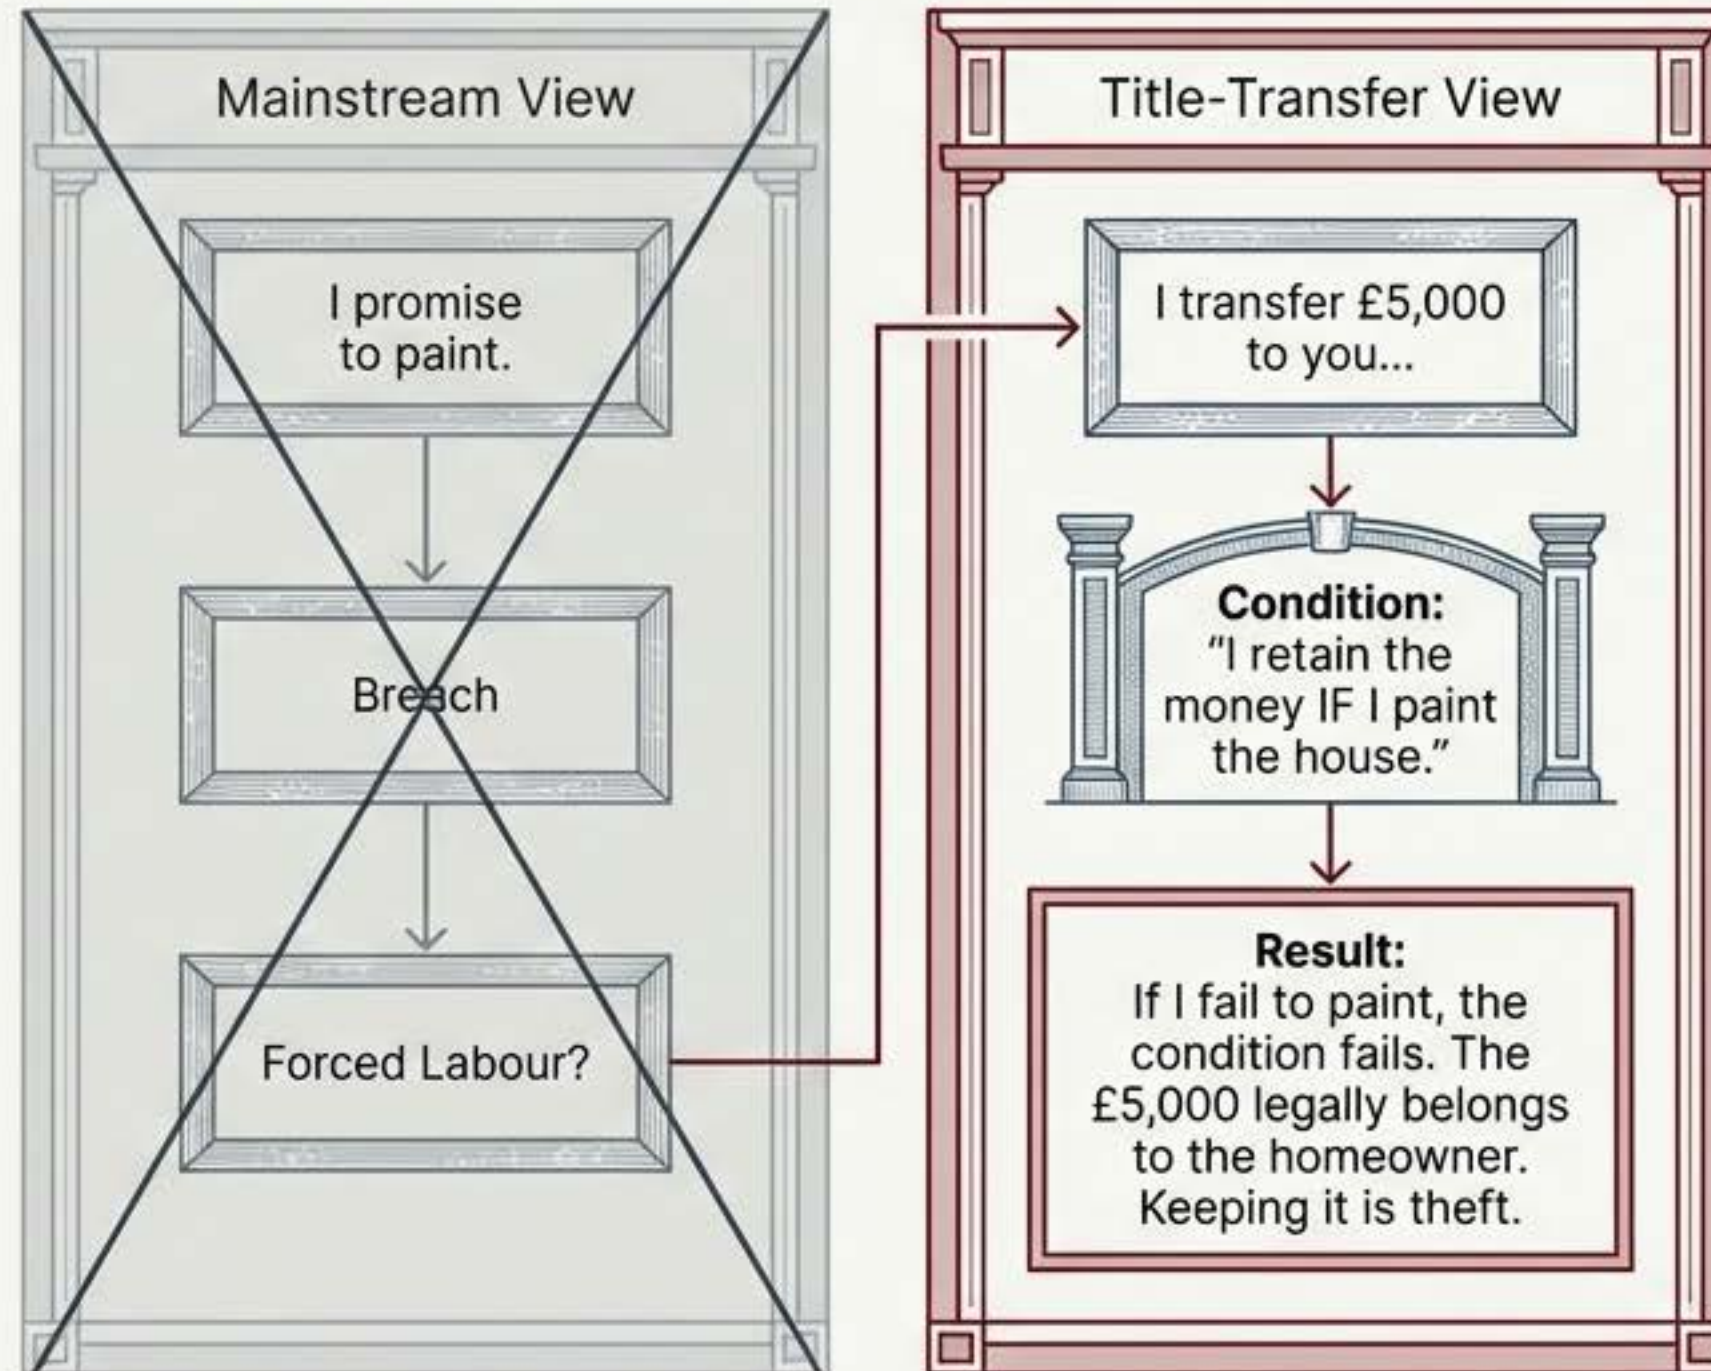 Mainstream View
I promise
to paint.
Breach
Forced Labour?
Title-Transfer View
I transfer £5,000
to you...
Condition:
“I retain the
money IF I paint
the house.”
Result:
If I fail to paint, the
condition fails. The
£5,000 legally belongs
to the homeowner.
Keeping it is theft.